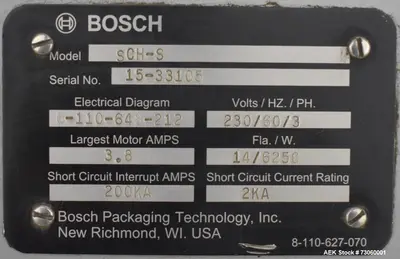 BOSCH
Model SCH-S
Serial No. 15-33105
Electrical Diagram Volts / HZ. / PH.
-110-641-212 230/60/3
Largest Motor AMPS Fla. / W.
3.8 14/6250
Short Circuit Interrupt AMPS Short Circuit Current Rating
200KA 2KA
Bosch Packaging Technology, Inc.
New Richmond, WI. USA
8-110-627-070
AEK Stock # 73060001